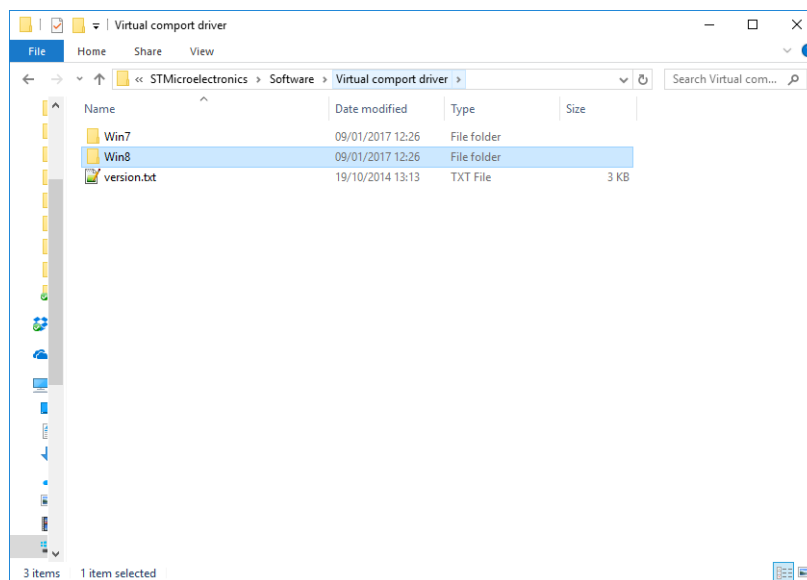 Virtual comport driver
File Home Share View
« STMicroelectronics > Software > Virtual comport driver > Search Virtual com...
Name Date modified Type Size
Win7 09/01/2017 12:26 File folder
Win8 09/01/2017 12:26 File folder
version.txt 19/10/2014 13:13 TXT File 3 KB
3 items 1 item selected